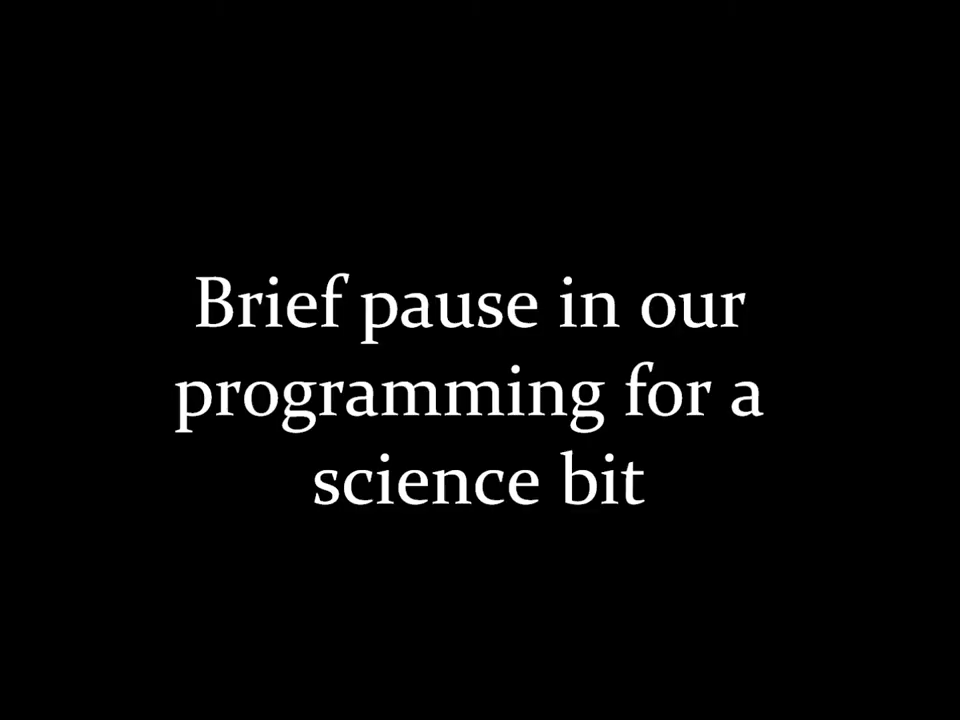 Brief pause in our
programming for a
science bit